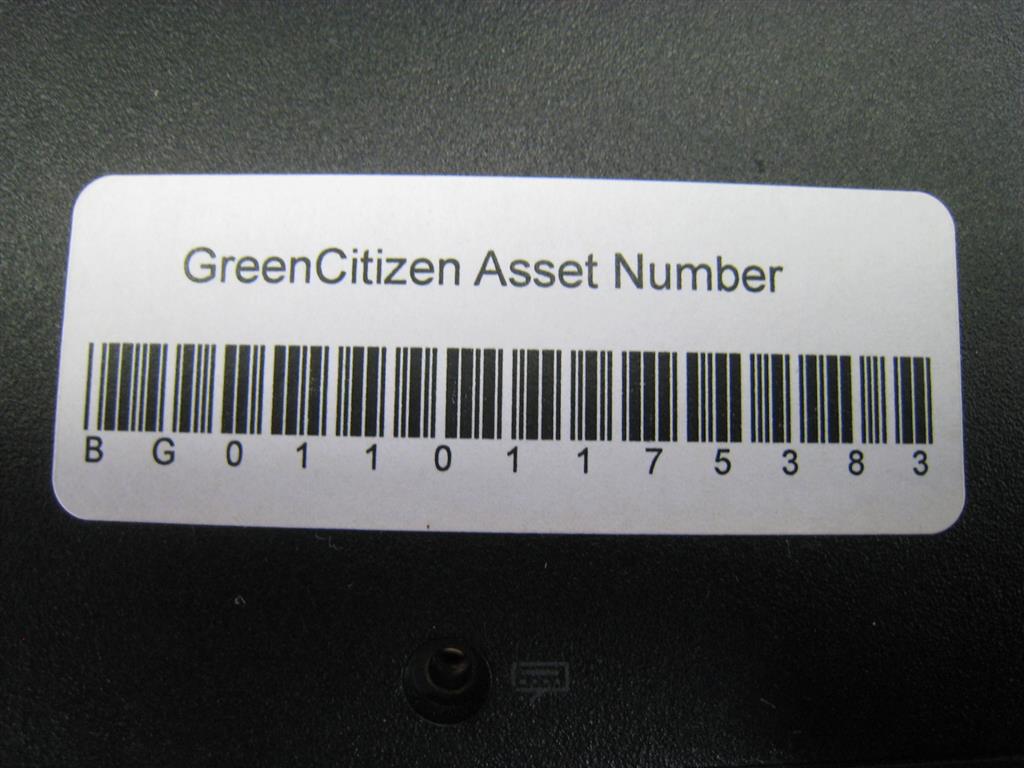 GreenCitizen Asset Number
B G 0 1 1 0 1 1 7 5 3 8 3